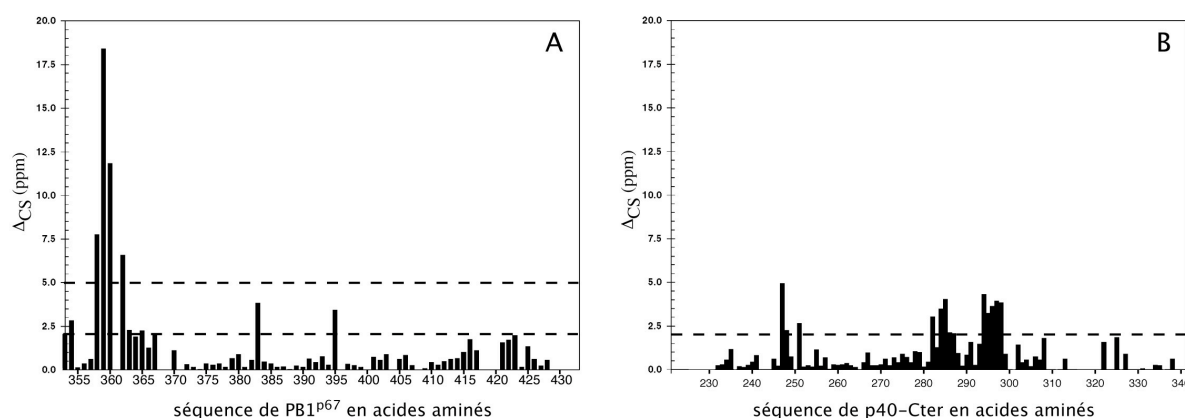 A
20.0
17.5
15.0
12.5
10.0
7.5
5.0
2.5
0.0
ΔCS (ppm)
355 360 365 370 375 380 385 390 395 400 405 410 415 420 425 430
séquence de PB1p67 en acides aminés
B
20.0
17.5
15.0
12.5
10.0
7.5
5.0
2.5
0.0
ΔCS (ppm)
230 240 250 260 270 280 290 300 310 320 330 340
séquence de p40-Cter en acides aminés